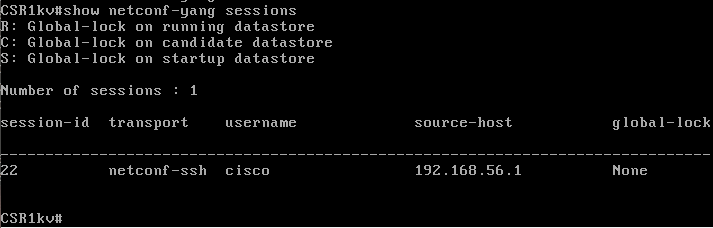 CSR1kv#show netconf-yang sessions
R: Global-lock on running datastore
C: Global-lock on candidate datastore
S: Global-lock on startup datastore
Number of sessions : 1
session-id transport username source-host global-lock
22 netconf-ssh cisco 192.168.56.1 None
CSR1kv#